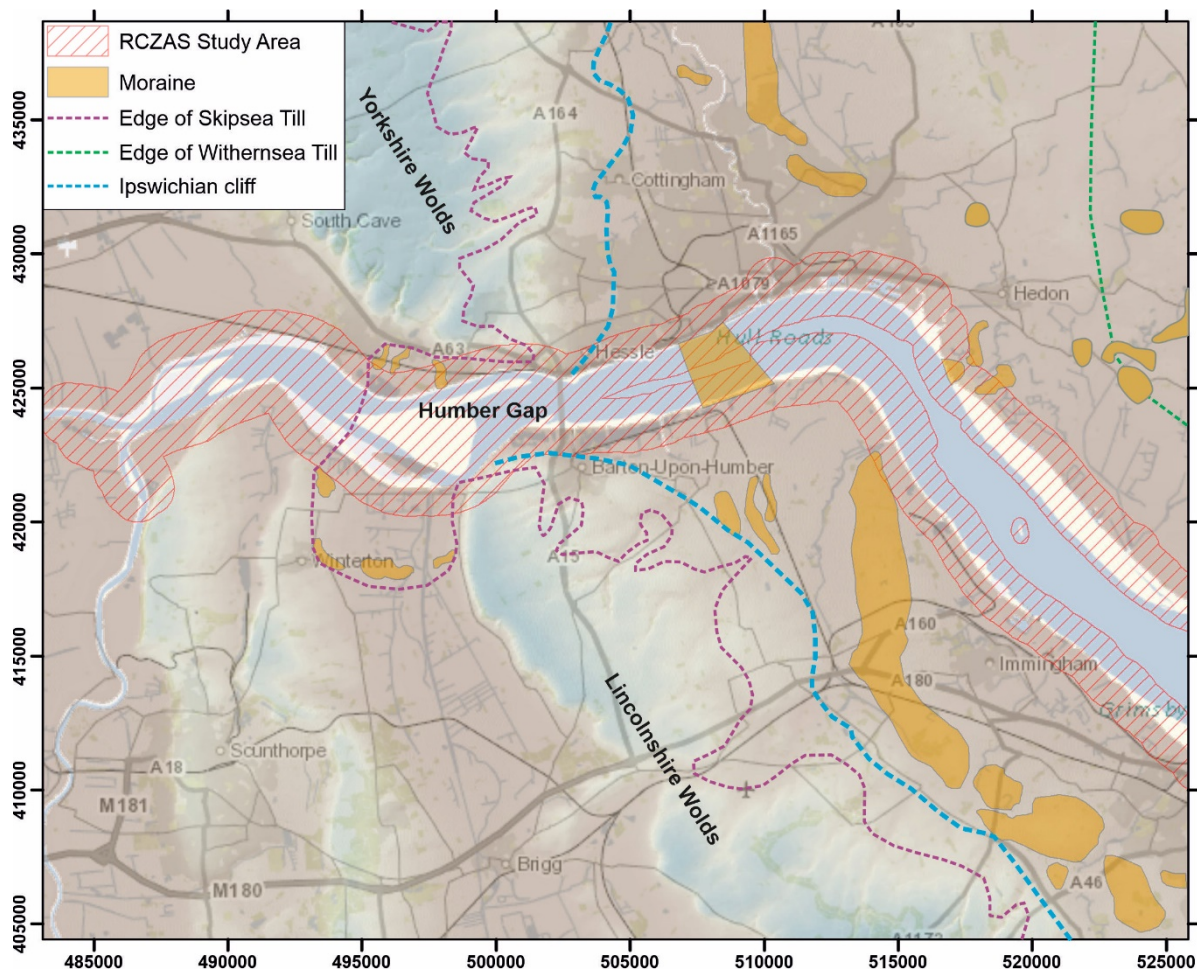 RCZAS Study Area
Moraine
Edge of Skipsea Till
Edge of Withernsea Till
Ipswichian cliff
A164
Yorkshire Wolds
Cottingham
South Cave
A1165
A1079
Hedon
Hull Roads
A63
Hessle
Humber Gap
Barton-Upon-Humber
Winterton
A15
A160
Immingham
A180
Grimsby
Lincolnshire Wolds
Scunthorpe
A18
M181
Brigg
M180
A46
A1173
435000
430000
425000
420000
415000
410000
405000
485000 490000 495000 500000 505000 510000 515000 520000 525000